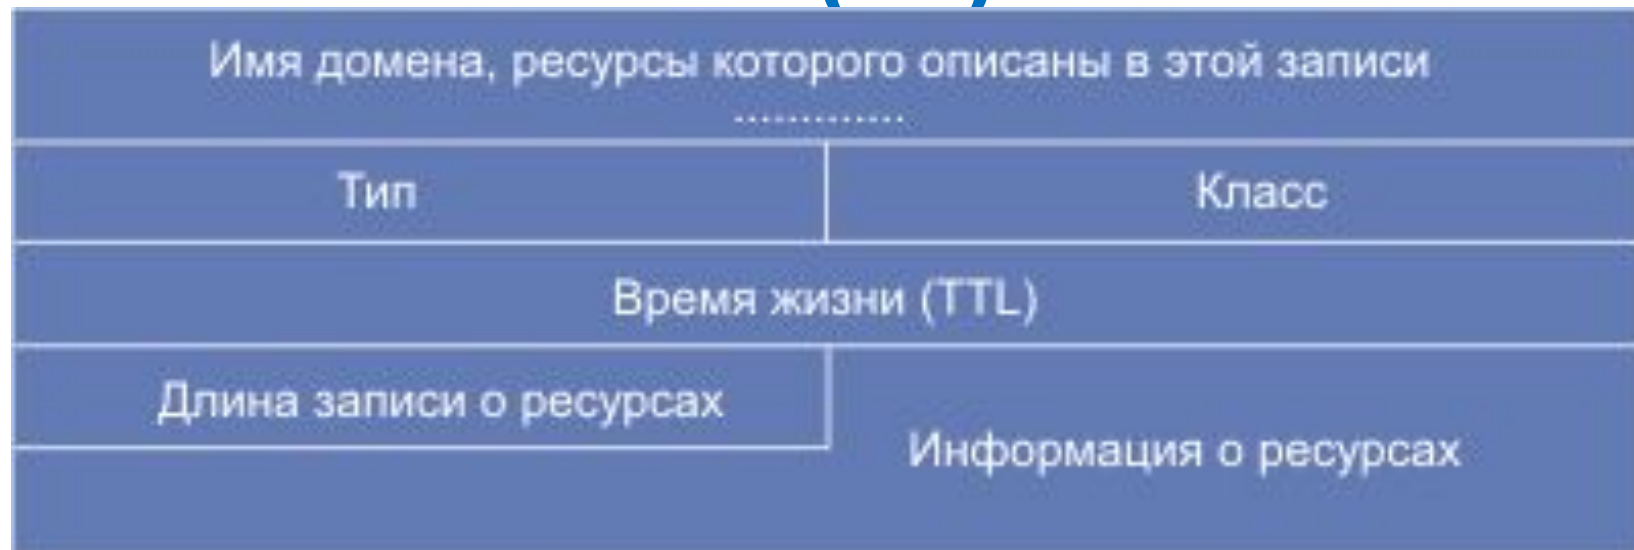 Имя домена, ресурсы которого описаны в этой записи
.............
Тип
Класс
Время жизни (TTL)
Длина записи о ресурсах
Информация о ресурсах